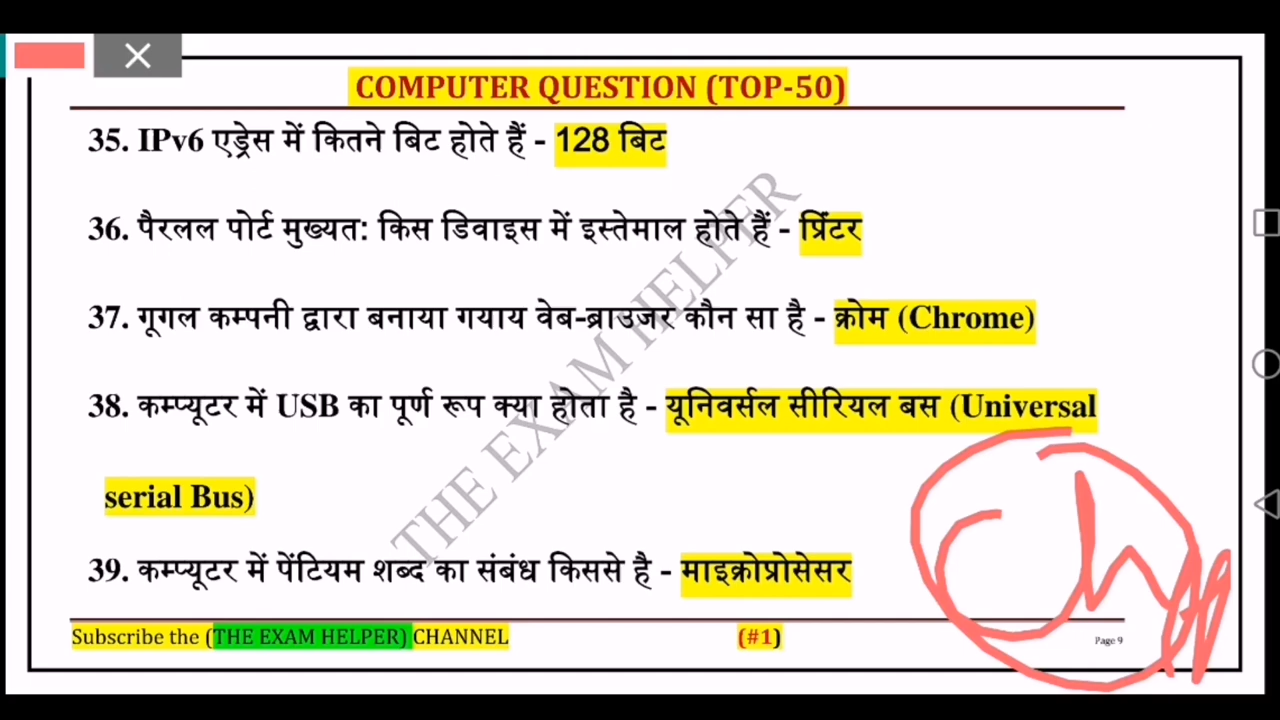 COMPUTER QUESTION (TOP-50)
35. IPv6 एड्रेस में कितने बिट होते हैं - 128 बिट
36. पैरलल पोर्ट मुख्यत: किस डिवाइस में इस्तेमाल होते हैं - प्रिंटर
37. गूगल कम्पनी द्वारा बनाया गयाय वेब-ब्राउजर कौन सा है - क्रोम (Chrome)
38. कम्प्यूटर में USB का पूर्ण रूप क्या होता है - यूनिवर्सल सीरियल बस (Universal
serial Bus)
39. कम्प्यूटर में पेंटियम शब्द का संबंध किससे है - माइक्रोप्रोसेसर
THE EXAM HELPER
Subscribe the (THE EXAM HELPER) CHANNEL
(#1)
Page 9